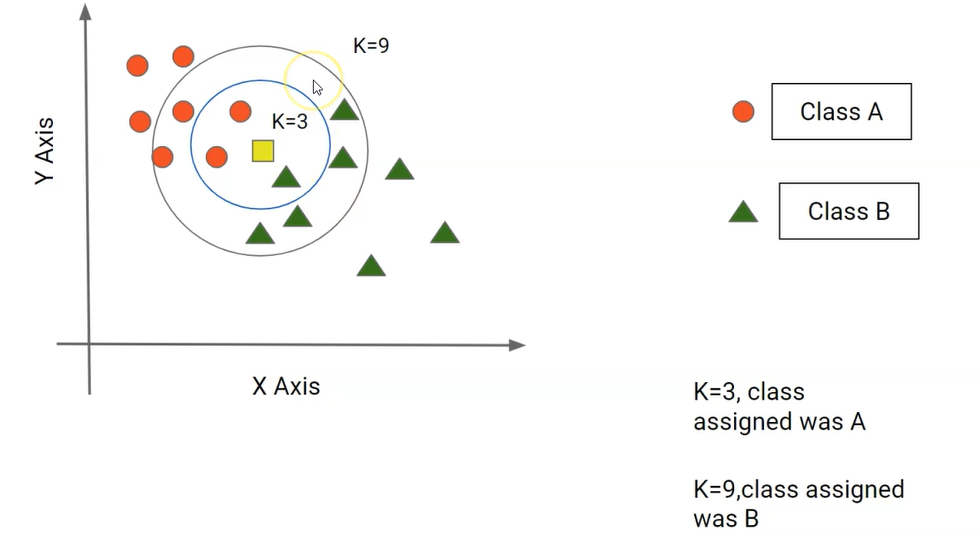 K=9
K=3
Y Axis
X Axis
Class A
Class B
K=3, class
assigned was A
K=9,class assigned
was B